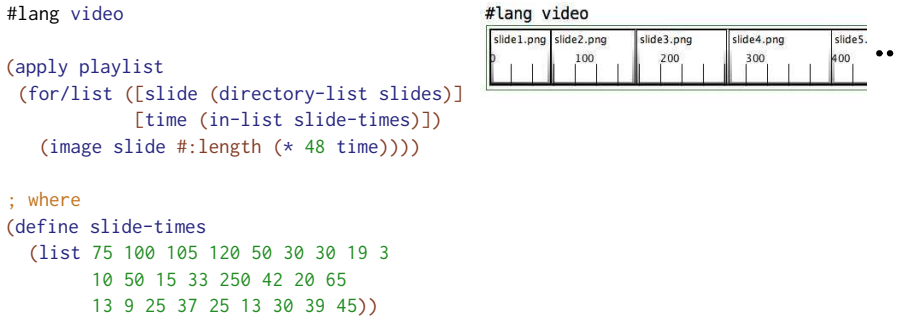 #lang video
(apply playlist
(for/list ([slide (directory-list slides)]
[time (in-list slide-times)])
(image slide #:length (* 48 time))))
; where
(define slide-times
(list 75 100 105 120 50 30 30 19 3
10 50 15 33 250 42 20 65
13 9 25 37 25 13 30 39 45))
#lang video
slide1.png slide2.png slide3.png slide4.png slide5.
0 100 200 300 400